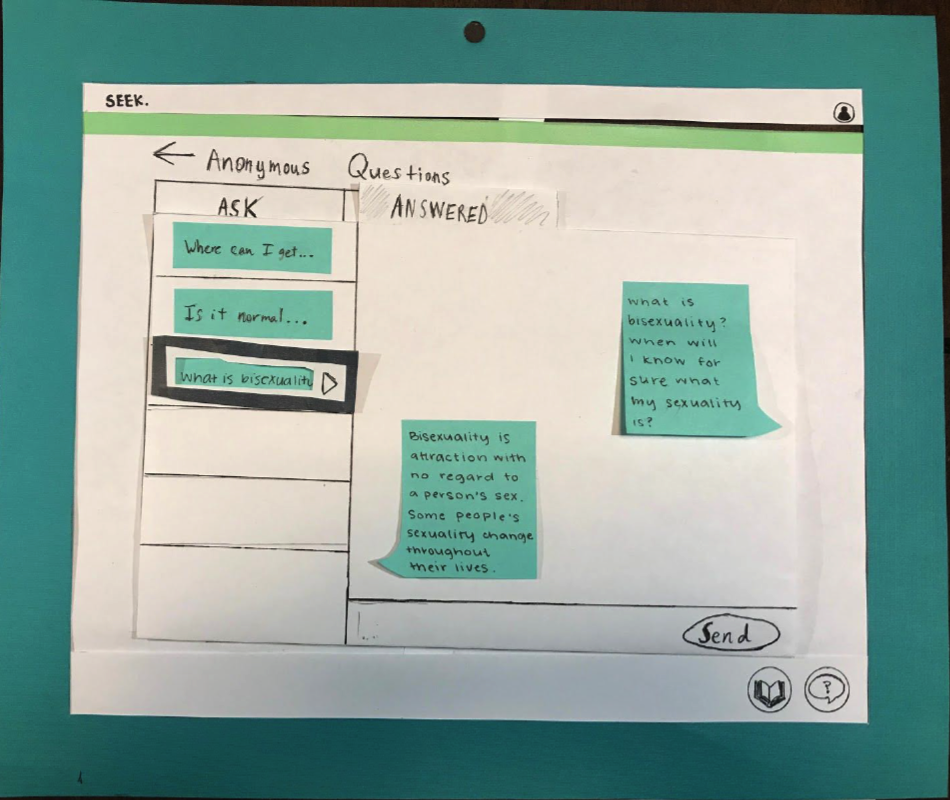 SEEK.
← Anonymous Questions
ASK
ANSWERED
Where can I get...
Is it normal...
What is bisexuality
what is
bisexuality?
when will
I know for
sure what
my sexuality
is?
Bisexuality is
attraction with
no regard to
a person's sex.
Some people's
sexuality change
throughout
their lives.
...
Send
?